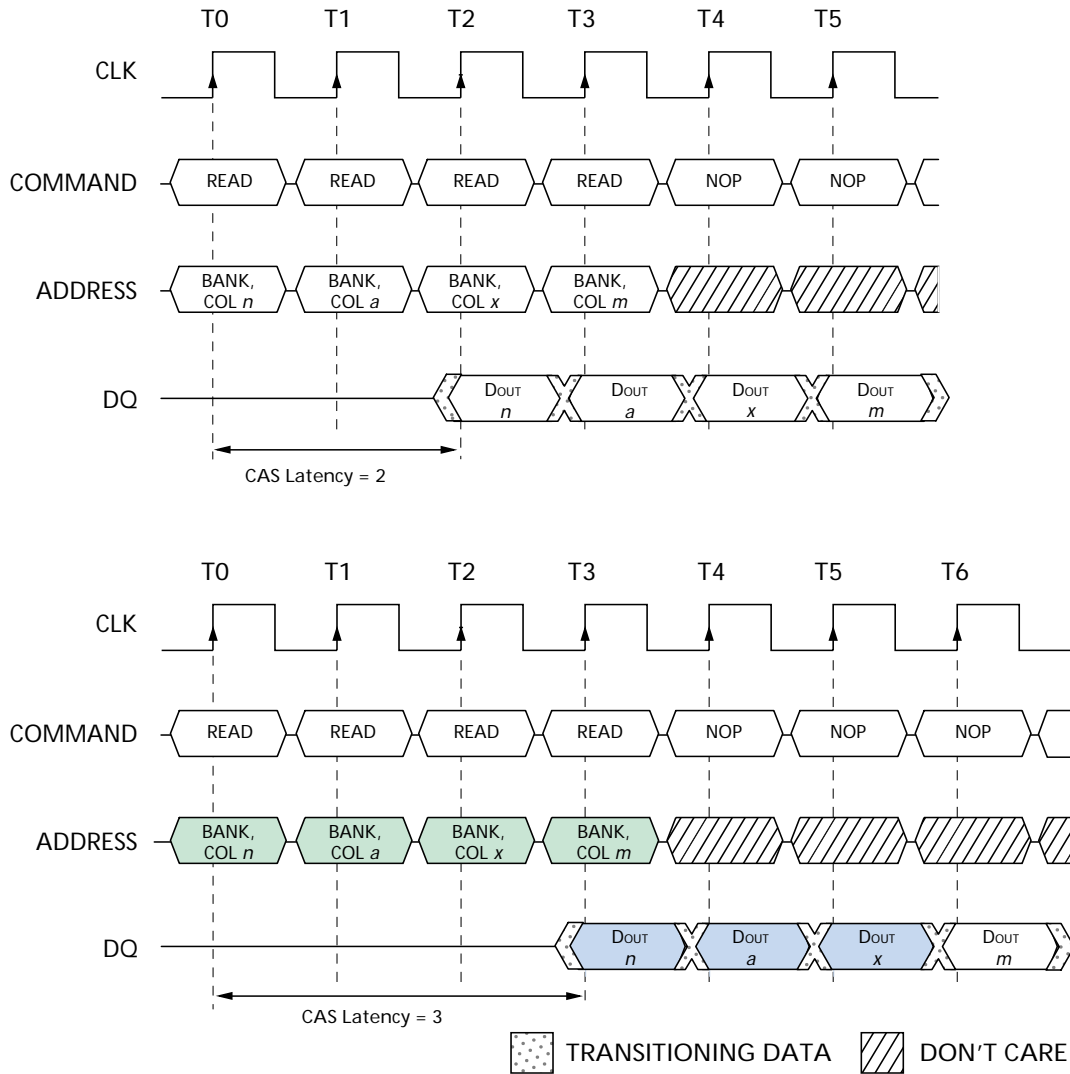 T0 T1 T2 T3 T4 T5
CLK
COMMAND READ READ READ READ NOP NOP
ADDRESS BANK, COL n BANK, COL a BANK, COL x BANK, COL m
DQ DOUT n DOUT a DOUT x DOUT m
CAS Latency = 2
T0 T1 T2 T3 T4 T5 T6
CLK
COMMAND READ READ READ READ NOP NOP NOP
ADDRESS BANK, COL n BANK, COL a BANK, COL x BANK, COL m
DQ DOUT n DOUT a DOUT x DOUT m
CAS Latency = 3
TRANSITIONING DATA DON'T CARE